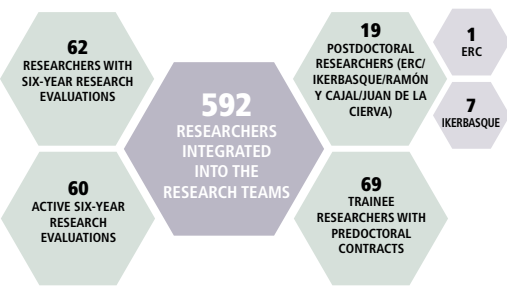 62
RESEARCHERS WITH
SIX-YEAR RESEARCH
EVALUATIONS
60
ACTIVE SIX-YEAR
RESEARCH
EVALUATIONS
592
RESEARCHERS
INTEGRATED
INTO THE
RESEARCH TEAMS
19
POSTDOCTORAL
RESEARCHERS (ERC/
IKERBASQUE/RAMÓN
Y CAJAL/JUAN DE LA
CIERVA)
69
TRAINEE
RESEARCHERS WITH
PREDOCTORAL
CONTRACTS
1
ERC
7
IKERBASQUE